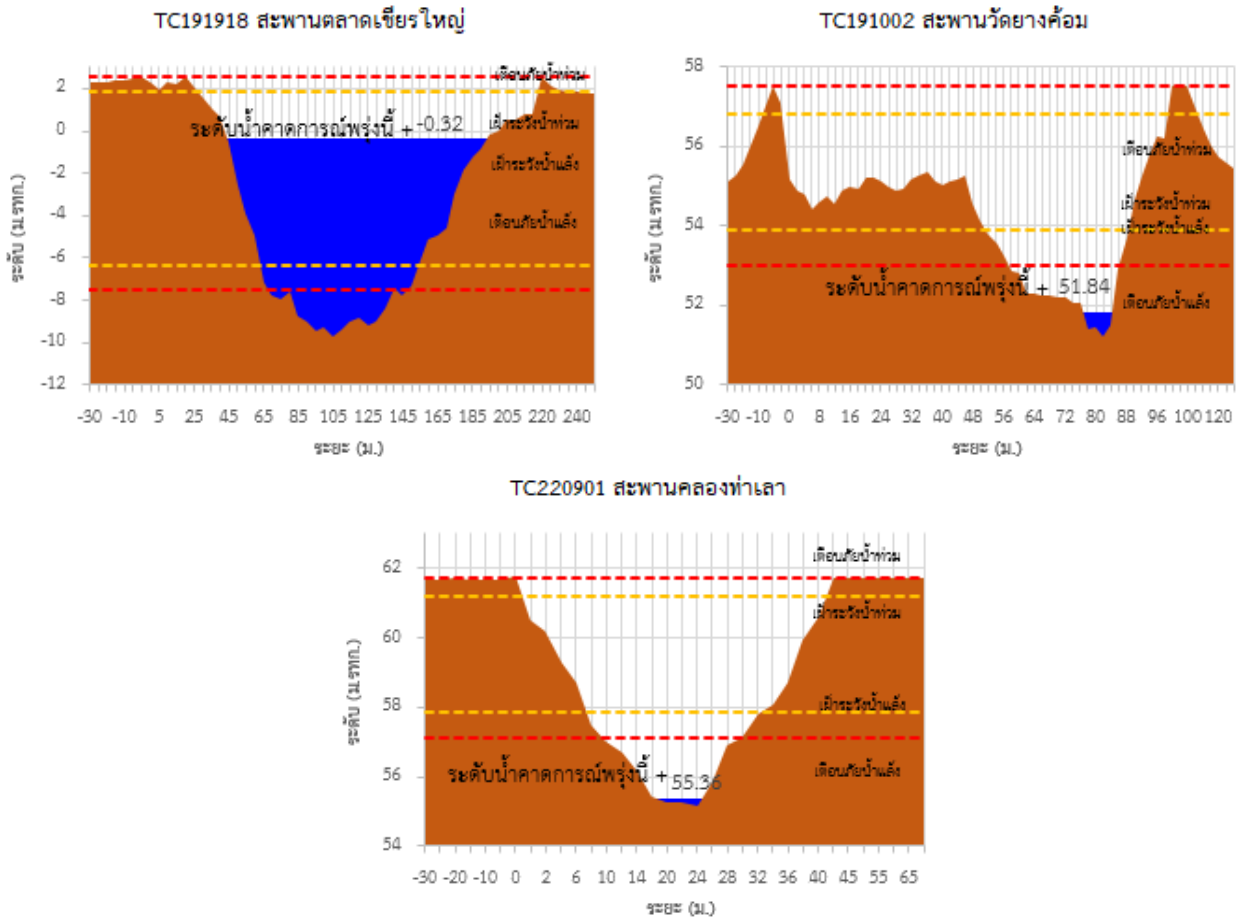 TC191918 สะพานตลาดเชียรใหญ่
ระดับ (ม.รทก.)
2
0
-2
-4
-6
-8
-10
-12
เตือนภัยน้ำท่วม
เฝ้าระวังน้ำท่วม
ระดับน้ำคาดการณ์พรุ่งนี้ + -0.32
เฝ้าระวังน้ำแล้ง
เตือนภัยน้ำแล้ง
-30 -10 5 25 45 65 85 105 125 145 165 185 205 220 240
ระยะ (ม.)
TC191002 สะพานวัดยางค้อม
ระดับ (ม.รทก.)
58
56
54
52
50
เตือนภัยน้ำท่วม
เฝ้าระวังน้ำท่วม
เฝ้าระวังน้ำแล้ง
ระดับน้ำคาดการณ์พรุ่งนี้ + 51.84
เตือนภัยน้ำแล้ง
-30 -10 0 8 16 24 32 40 48 56 64 72 80 88 96 100 120
ระยะ (ม.)
TC220901 สะพานคลองท่าเลา
ระดับ (ม.รทก.)
62
60
58
56
54
เตือนภัยน้ำท่วม
เฝ้าระวังน้ำท่วม
เฝ้าระวังน้ำแล้ง
ระดับน้ำคาดการณ์พรุ่งนี้ + 55.36
เตือนภัยน้ำแล้ง
-30 -20 -10 0 2 6 10 14 20 24 28 32 36 40 45 55 65
ระยะ (ม.)